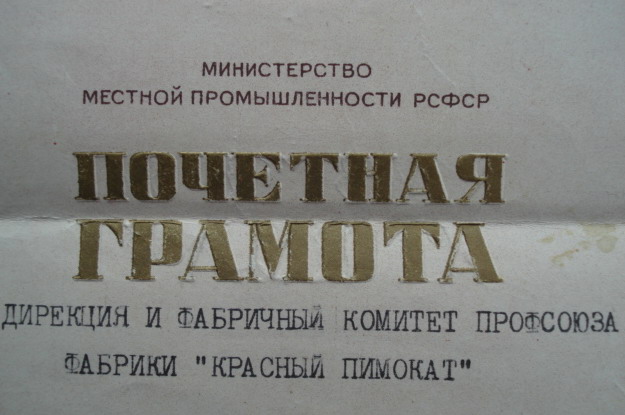 МИНИСТЕРСТВО
МЕСТНОЙ ПРОМЫШЛЕННОСТИ РСФСР
ПОЧЕТНАЯ
ГРАМОТА
ДИРЕКЦИЯ И ФАБРИЧНЫЙ КОМИТЕТ ПРОФСОЮЗА
ФАБРИКИ "КРАСНЫЙ ПИМОКАТ"